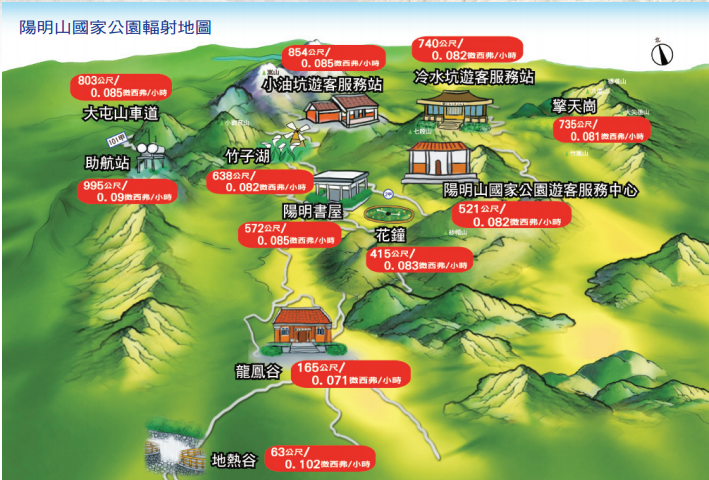 陽明山國家公園輻射地圖
北
854公尺/
0. 085微西弗/小時
小油坑遊客服務站
740公尺/
0. 082微西弗/小時
冷水坑遊客服務站
803公尺/
0. 085微西弗/小時
大屯山車道
擎天崗
735公尺/
0. 081微西弗/小時
101甲
助航站
995公尺/
0. 09微西弗/小時
竹子湖
638公尺/
0. 082微西弗/小時
七股山
陽明山國家公園遊客服務中心
521公尺/
0. 082微西弗/小時
陽明書屋
572公尺/
0. 085微西弗/小時
花鐘
415公尺/
0. 083微西弗/小時
紗帽山
龍鳳谷
165公尺/
0. 071微西弗/小時
地熱谷
63公尺/
0. 102微西弗/小時